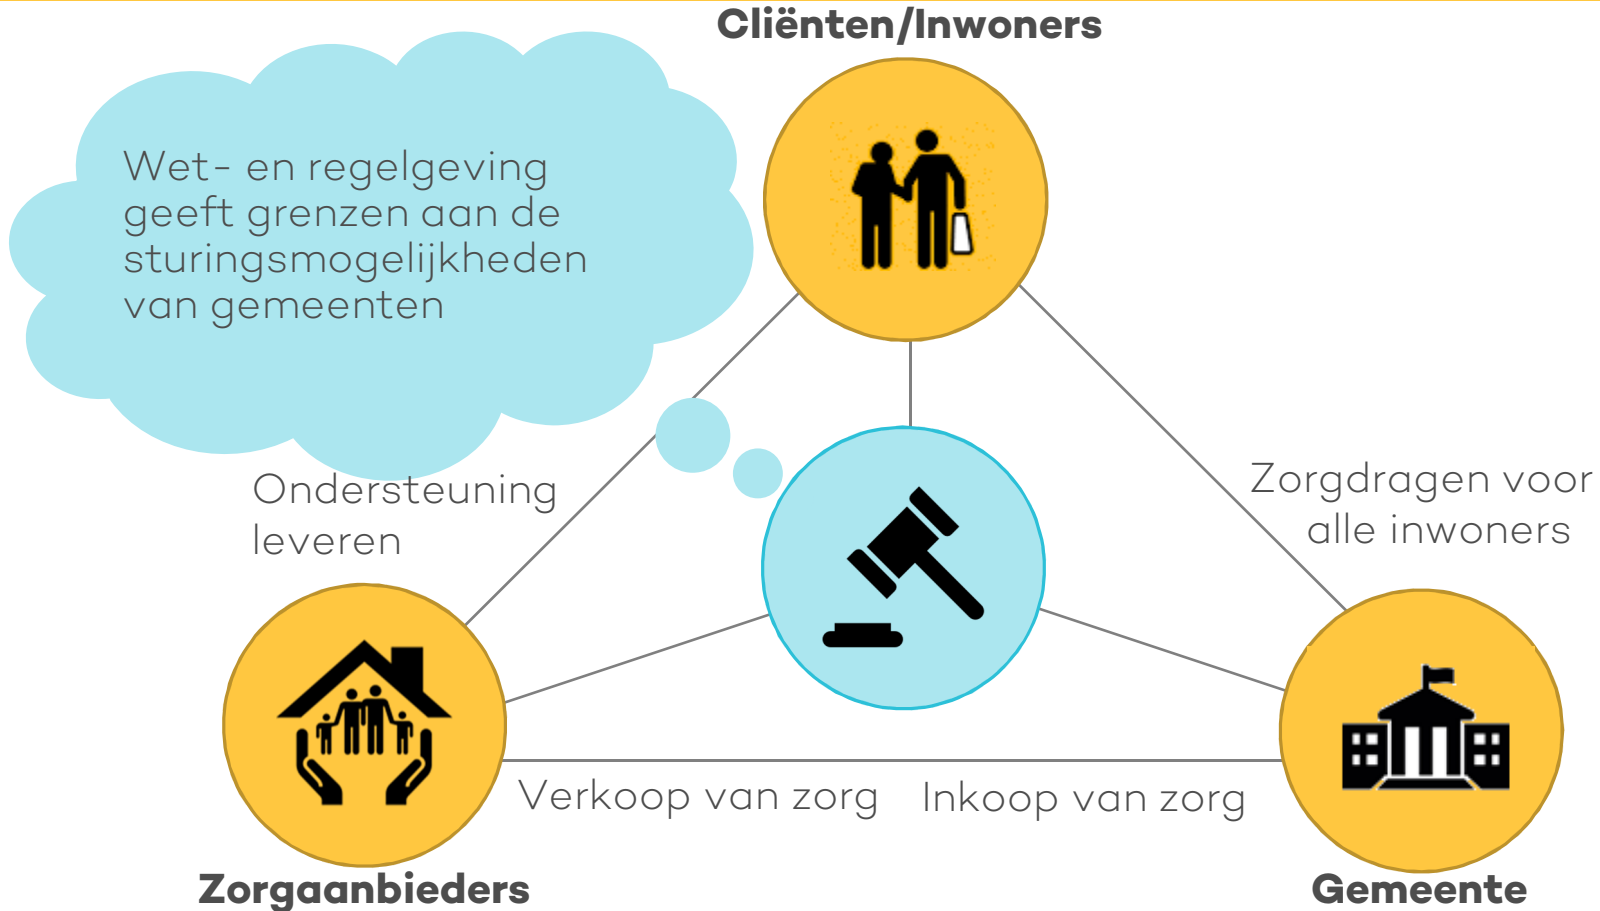 Cliënten/Inwoners
Wet- en regelgeving
geeft grenzen aan de
sturingsmogelijkheden
van gemeenten
Ondersteuning
leveren
Zorgdragen voor
alle inwoners
Verkoop van zorg
Inkoop van zorg
Zorgaanbieders
Gemeente